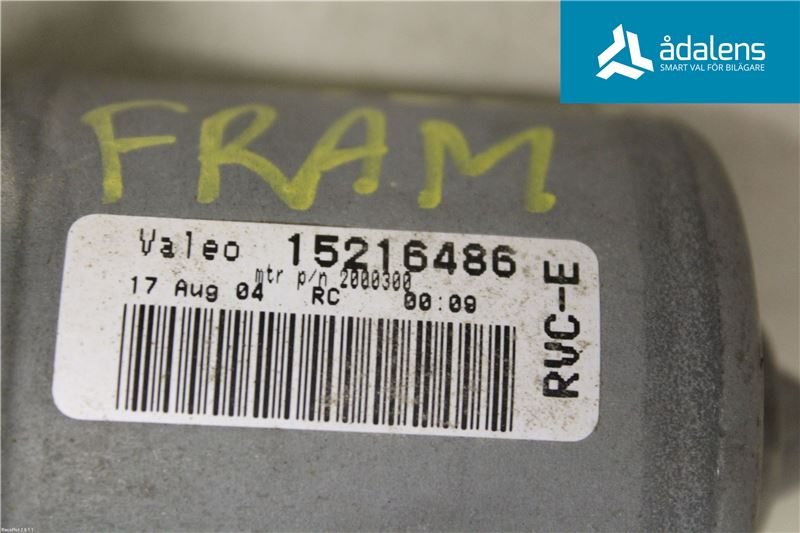 ådalens
SMART VAL FÖR BILÄGARE
FRAM
Valeo 15216486
mtr p/n 2000300
17 Aug 04 RC 00:09
RVC-E